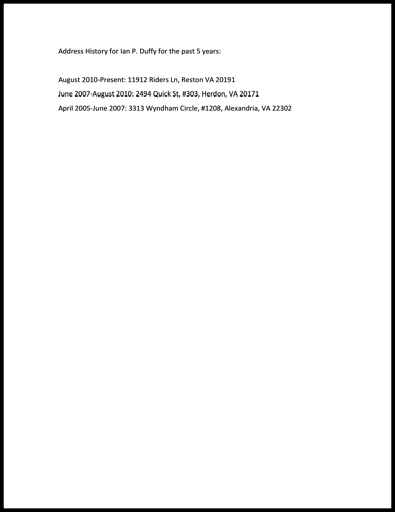 Address History for Ian P. Duffy for the past 5 years:
August 2010-Present: 11912 Riders Ln, Reston VA 20191
June 2007-August 2010: 2494 Quick St, #303, Herdon, VA 20171
April 2005-June 2007: 3313 Wyndham Circle, #1208, Alexandria, VA 22302